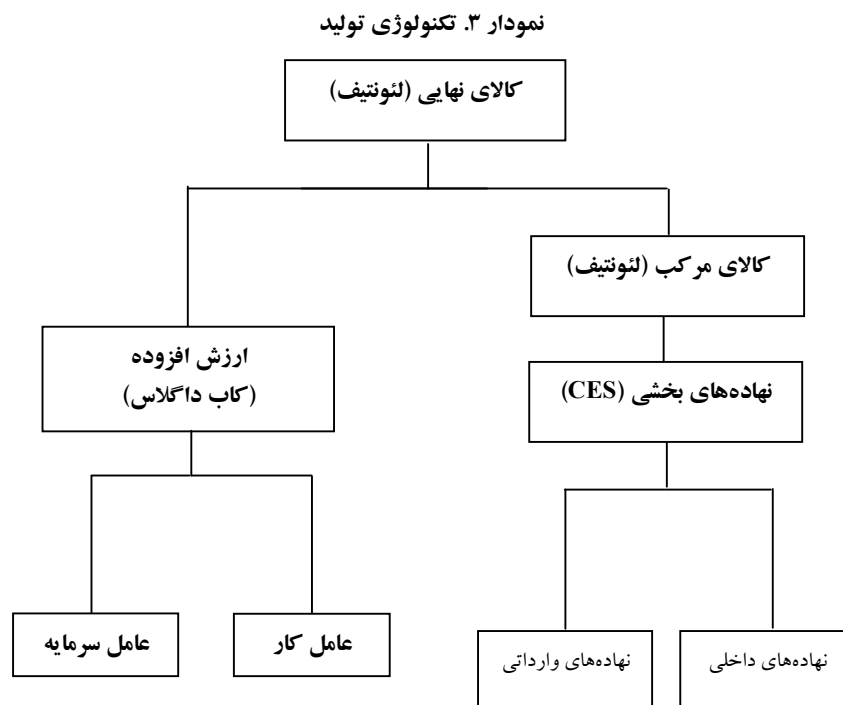 نمودار ۳. تکنولوژی تولید
کالای نهایی (لئونتیف)
کالای مرکب (لئونتیف)
ارزش افزوده
(کاب داگلاس)
نهاده‌های بخشی (CES)
عامل کار
عامل سرمایه
نهاده‌های داخلی
نهاده‌های وارداتی